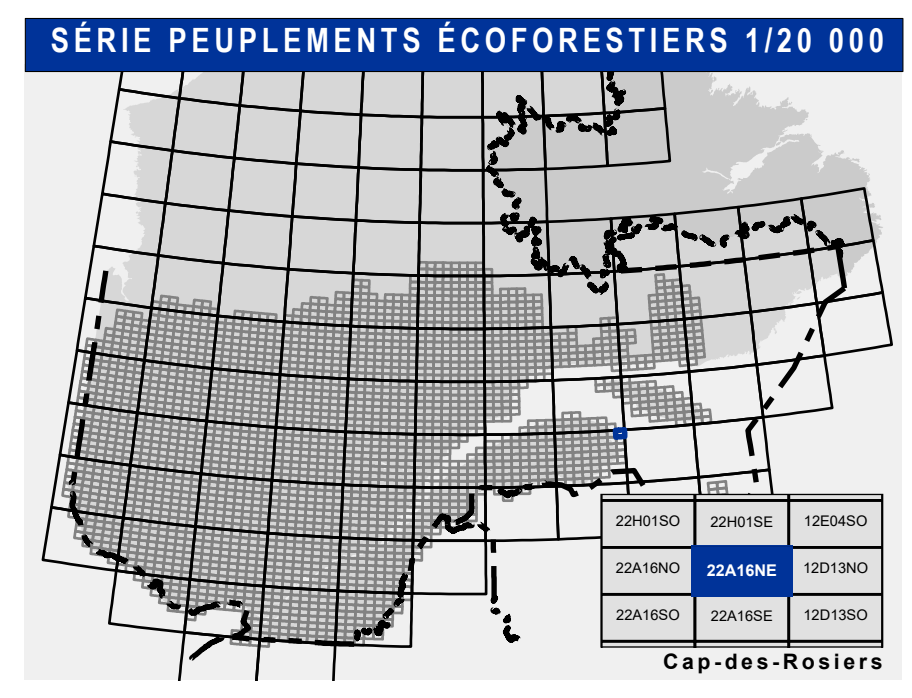 SÉRIE PEUPLEMENTS ÉCOFORESTIERS 1/20 000
22H01SO 22H01SE 12E04SO
22A16NO 22A16NE 12D13NO
22A16SO 22A16SE 12D13SO
Cap-des-Rosiers